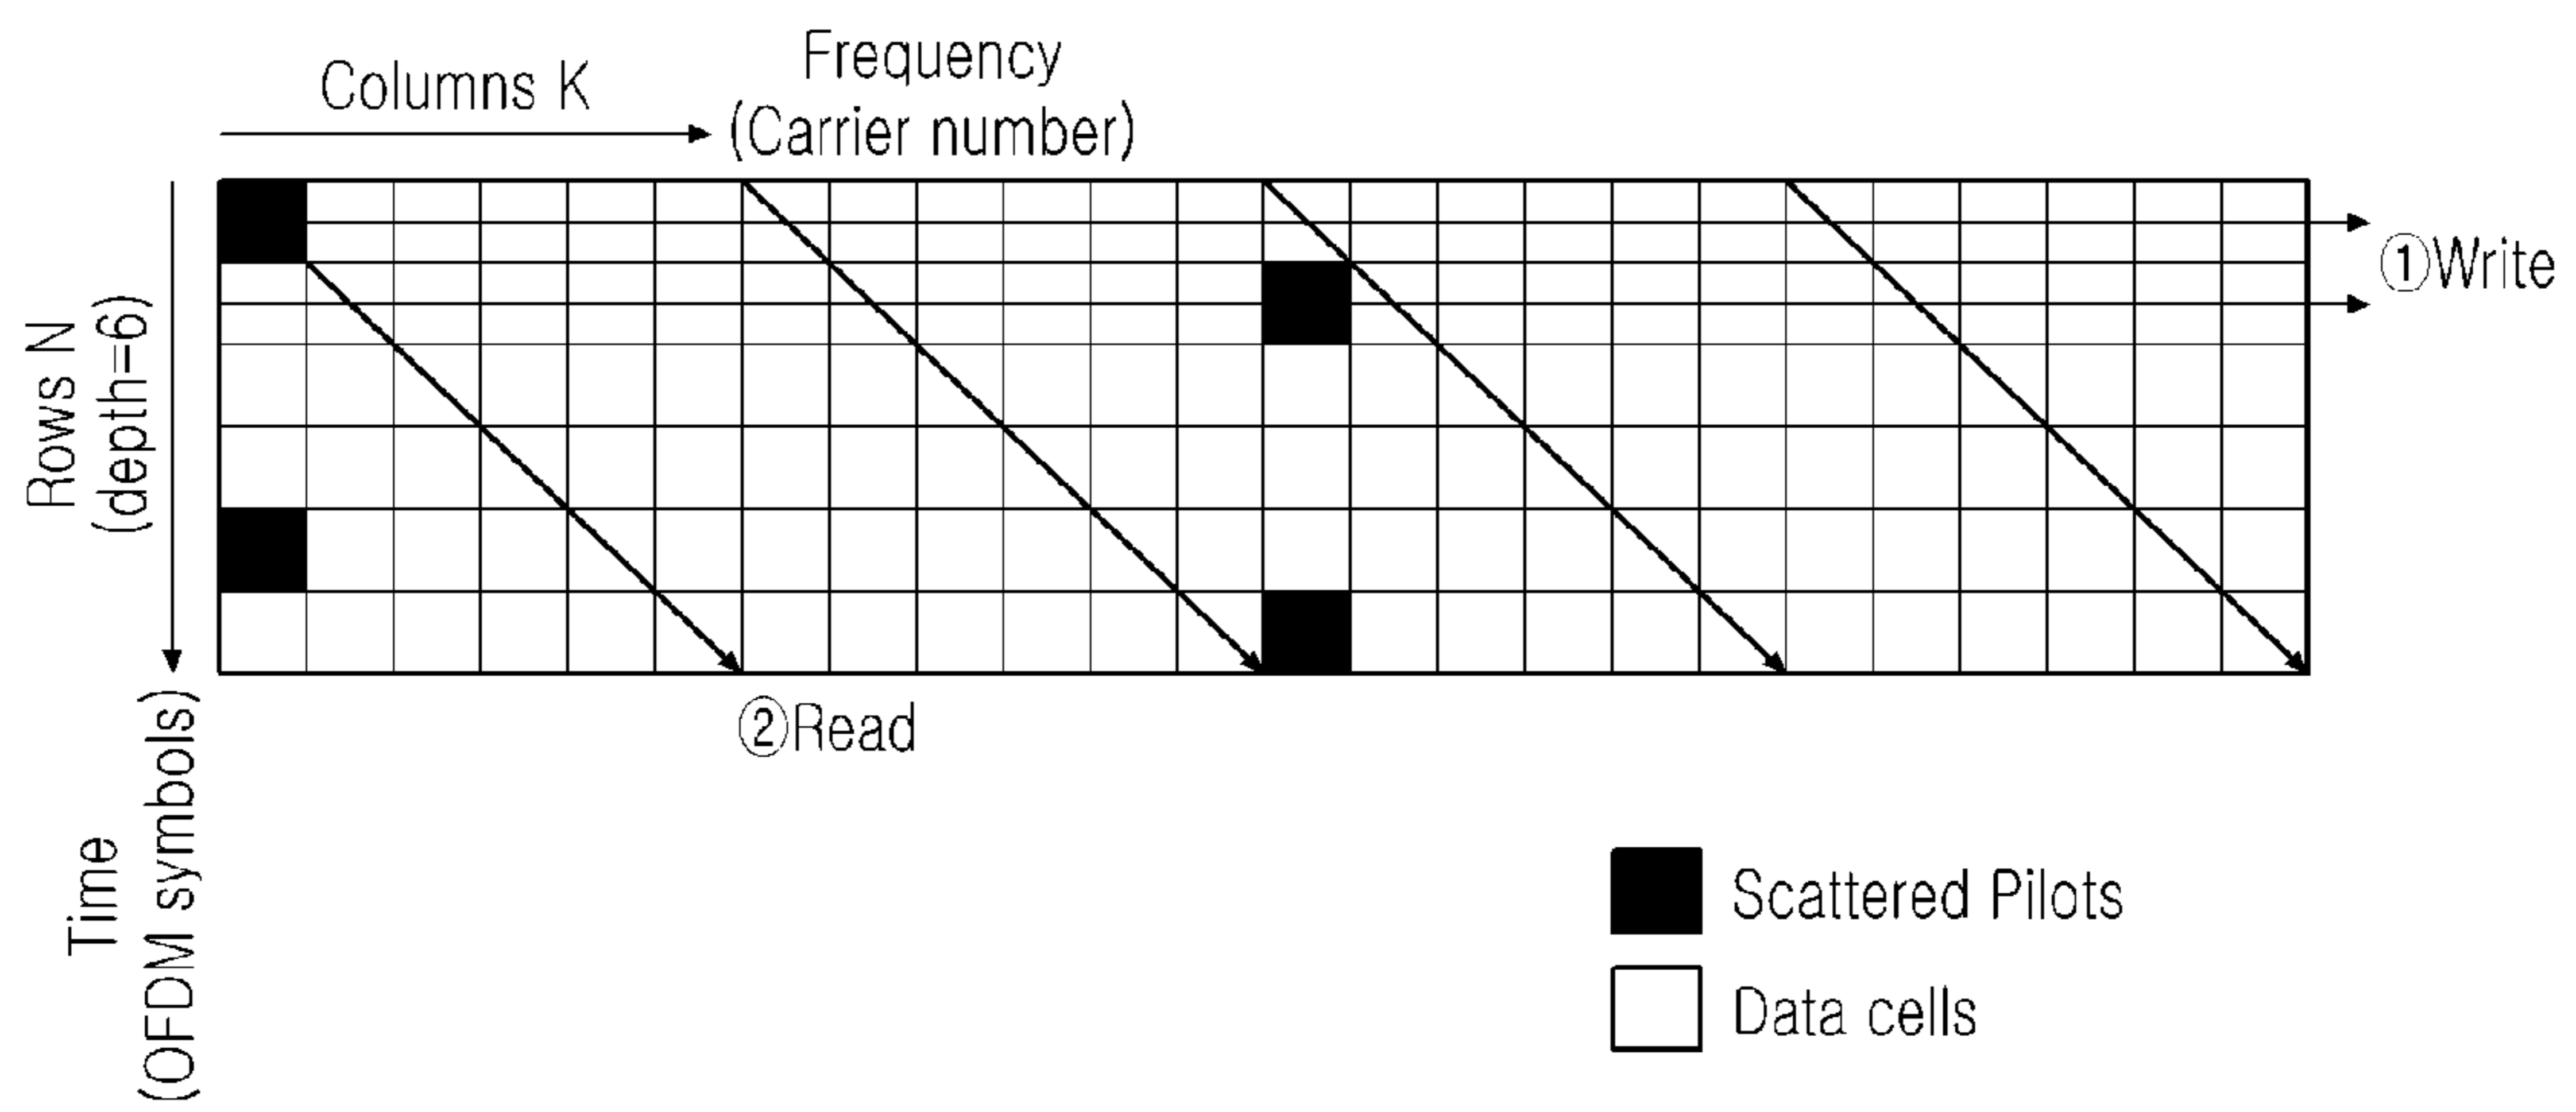 Columns K
Frequency
(Carrier number)
①Write
Rows N
(depth=6)
②Read
Time
(OFDM symbols)
Scattered Pilots
Data cells